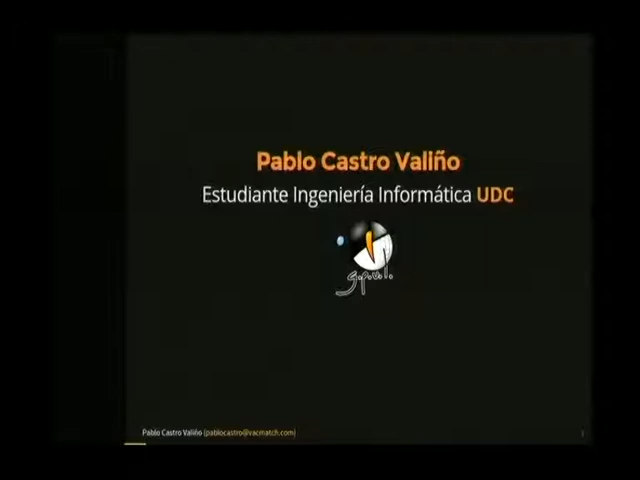 Pablo Castro Valiño
Estudiante Ingeniería Informática UDC
g.p.u.l.
Pablo Castro Valiño (pablocastro@vacmatch.com)